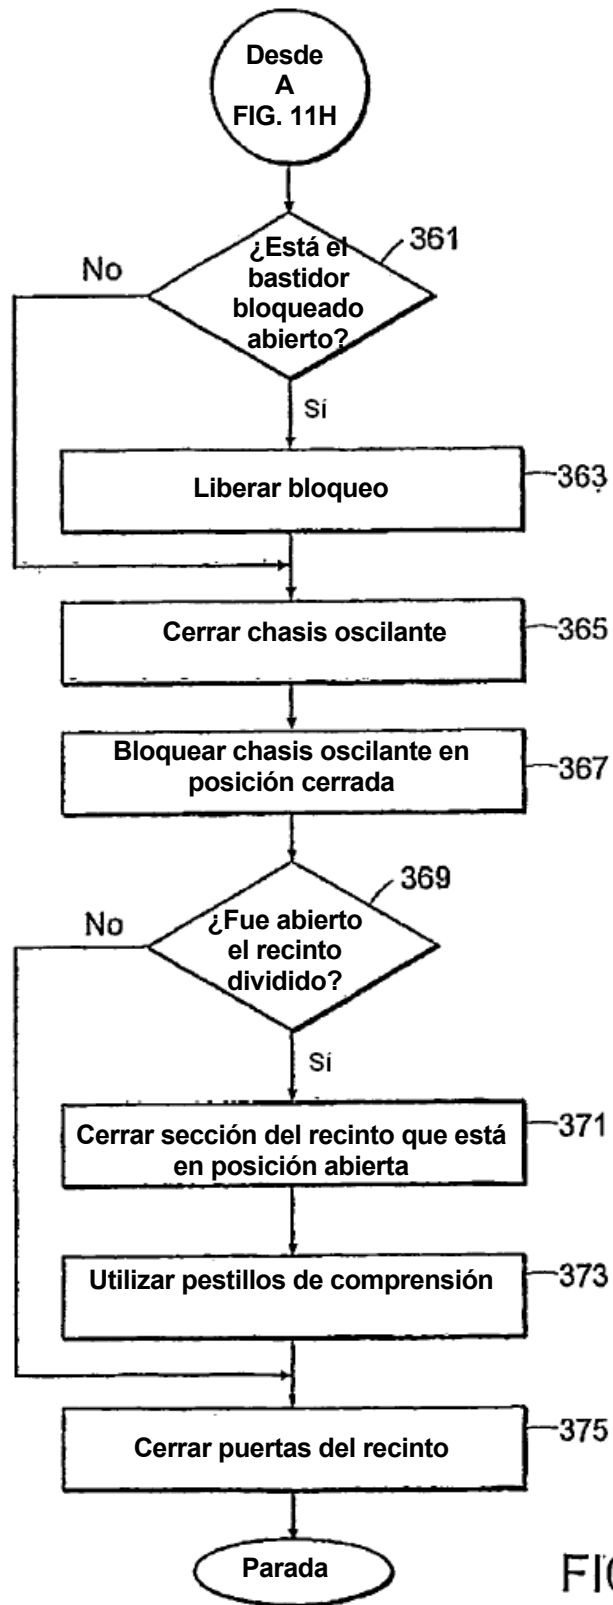 Desde
A
FIG. 11H
¿Está el
bastidor
bloqueado
abierto?
361
No
Sí
Liberar bloqueo
363
Cerrar chasis oscilante
365
Bloquear chasis oscilante en
posición cerrada
367
¿Fue abierto
el recinto
dividido?
369
No
Sí
Cerrar sección del recinto que está
en posición abierta
371
Utilizar pestillos de comprensión
373
Cerrar puertas del recinto
375
Parada